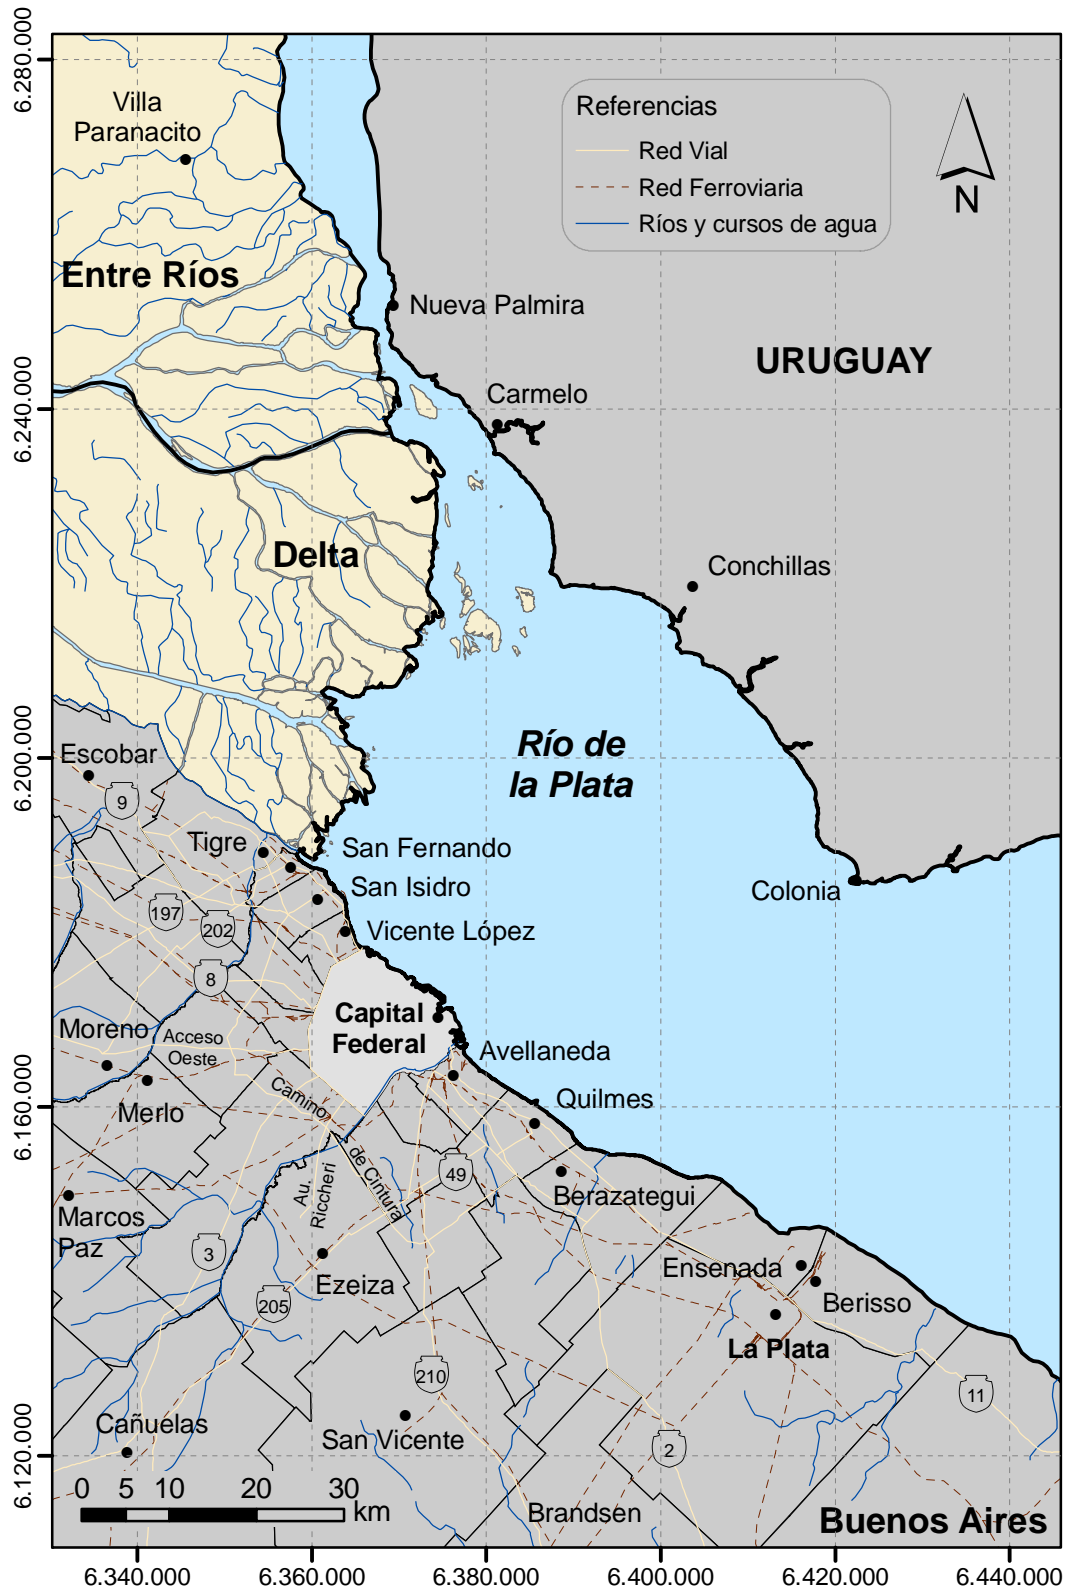 6.280.000
6.240.000
6.200.000
6.160.000
6.120.000
Villa
Paranacito
Referencias
Red Vial
Red Ferroviaria
Ríos y cursos de agua
N
Entre Ríos
Nueva Palmira
URUGUAY
Carmelo
Delta
Conchillas
Río de
la Plata
Escobar
9
Tigre
San Fernando
San Isidro
Colonia
197
202
Vicente López
8
Capital
Federal
Moreno
Acceso
Oeste
Avellaneda
Merlo
Camino
de Cintura
Quilmes
49
Au.
Riccheri
Berazategui
Marcos
Paz
3
Ezeiza
205
Ensenada
Berisso
La Plata
210
11
Cañuelas
San Vicente
2
0 5 10 20 30
km
Brandsen
Buenos Aires
6.340.000 6.360.000 6.380.000 6.400.000 6.420.000 6.440.000